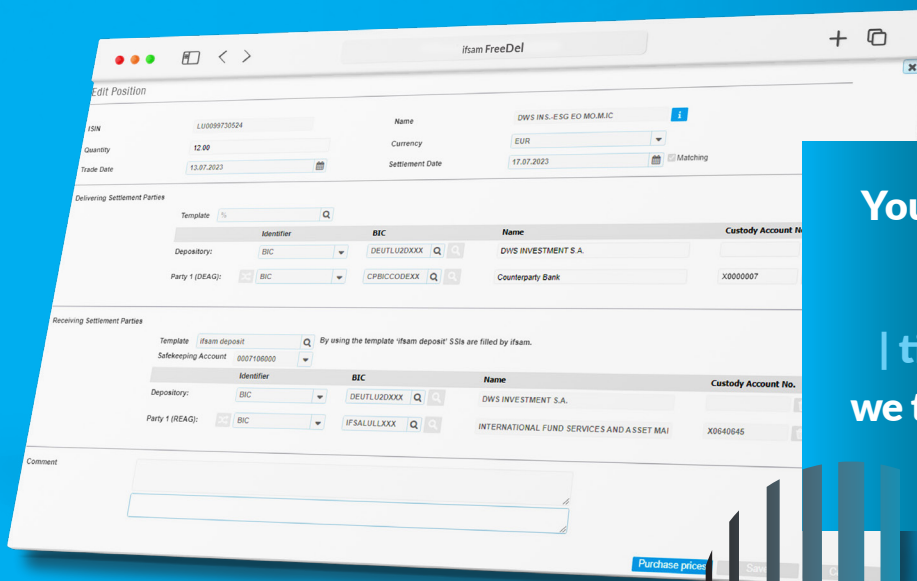 ifsam FreeDel
Edit Position
ISIN LU0099730524 Name DWS INS.-ESG EO MO.M.IC i
Quantity 12.00 Currency EUR
Trade Date 13.07.2023 Settlement Date 17.07.2023 Matching
Delivering Settlement Parties
Template %
Identifier BIC Name Custody Account No
Depository: BIC DEUTLU2DXXX DWS INVESTMENT S.A.
Party 1 (DEAG): BIC CPBICCODEXX Counterparty Bank X0000007
Receiving Settlement Parties
Template ifsam deposit By using the template 'ifsam deposit' SSIs are filled by ifsam.
Safekeeping Account 0007106000
Identifier BIC Name Custody Account No.
Depository: BIC DEUTLU2DXXX DWS INVESTMENT S.A.
Party 1 (REAG): BIC IFSALULLXXX INTERNATIONAL FUND SERVICES AND ASSET MAI X0640645
Comment
Purchase prices Save
You
| t
we t